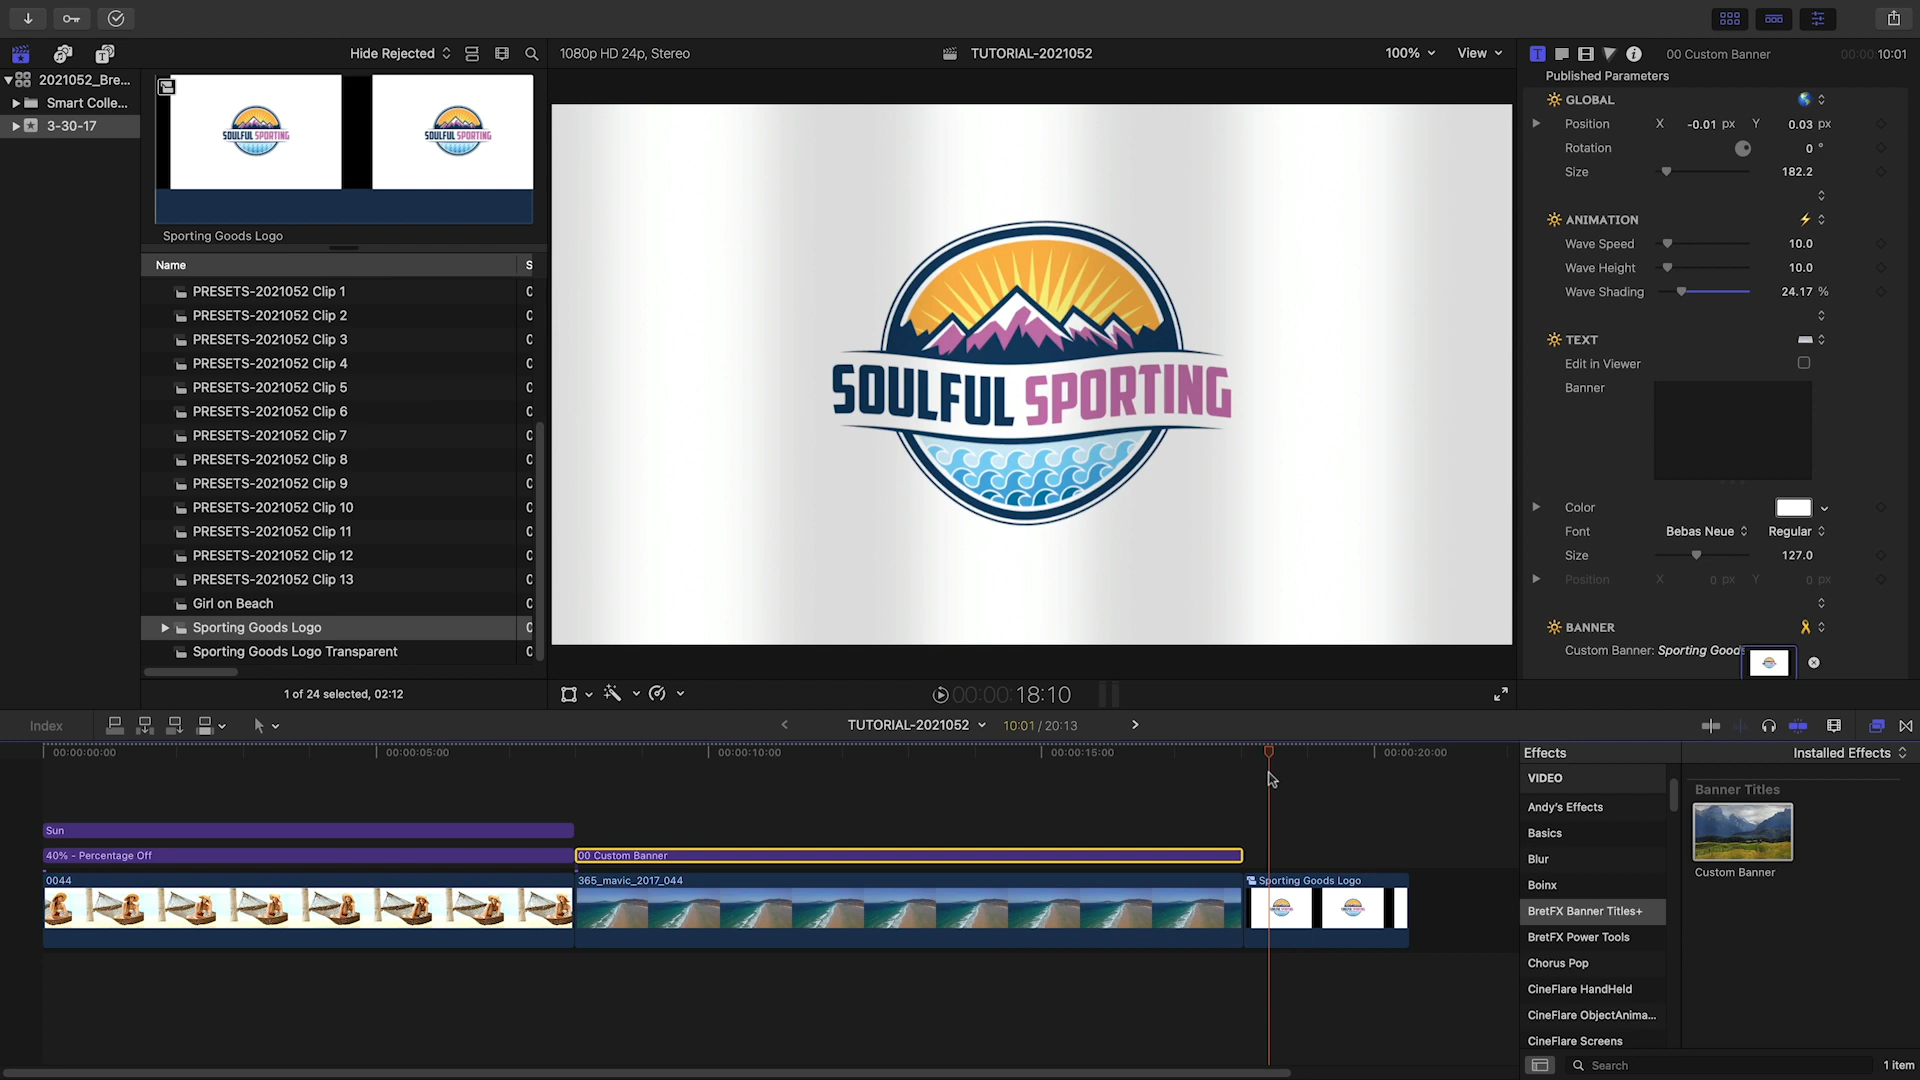 Hide Rejected
1080p HD 24p, Stereo
TUTORIAL-2021052
100%
View
00 Custom Banner
00:00:10:01
2021052_Bre...
Smart Colle...
3-30-17
SOULFUL SPORTING
SOULFUL SPORTING
Sporting Goods Logo
Name
S
PRESETS-2021052 Clip 1
PRESETS-2021052 Clip 2
PRESETS-2021052 Clip 3
PRESETS-2021052 Clip 4
PRESETS-2021052 Clip 5
PRESETS-2021052 Clip 6
PRESETS-2021052 Clip 7
PRESETS-2021052 Clip 8
PRESETS-2021052 Clip 9
PRESETS-2021052 Clip 10
PRESETS-2021052 Clip 11
PRESETS-2021052 Clip 12
PRESETS-2021052 Clip 13
Girl on Beach
Sporting Goods Logo
Sporting Goods Logo Transparent
1 of 24 selected, 02:12
SOULFUL SPORTING
00:00:18:10
Published Parameters
GLOBAL
Position X -0.01 px Y 0.03 px
Rotation 0 °
Size 182.2
ANIMATION
Wave Speed 10.0
Wave Height 10.0
Wave Shading 24.17 %
TEXT
Edit in Viewer
Banner
Color
Font Bebas Neue Regular
Size 127.0
Position X 0 px Y 0 px
BANNER
Custom Banner: Sporting Goods
Index
TUTORIAL-2021052
10:01 / 20:13
00:00:00:00
00:00:05:00
00:00:10:00
00:00:15:00
00:00:20:00
Sun
40% - Percentage Off
00 Custom Banner
0044
365_mavic_2017_044
Sporting Goods Logo
Effects
Installed Effects
VIDEO
Andy's Effects
Basics
Blur
Boinx
BretFX Banner Titles+
BretFX Power Tools
Chorus Pop
CineFlare HandHeld
CineFlare ObjectAnima...
CineFlare Screens
Banner Titles
Custom Banner
Search
1 item